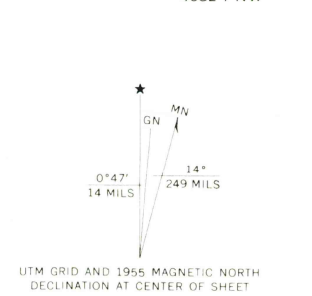 MN
GN
0°47'
14 MILS
14°
249 MILS
UTM GRID AND 1955 MAGNETIC NORTH
DECLINATION AT CENTER OF SHEET